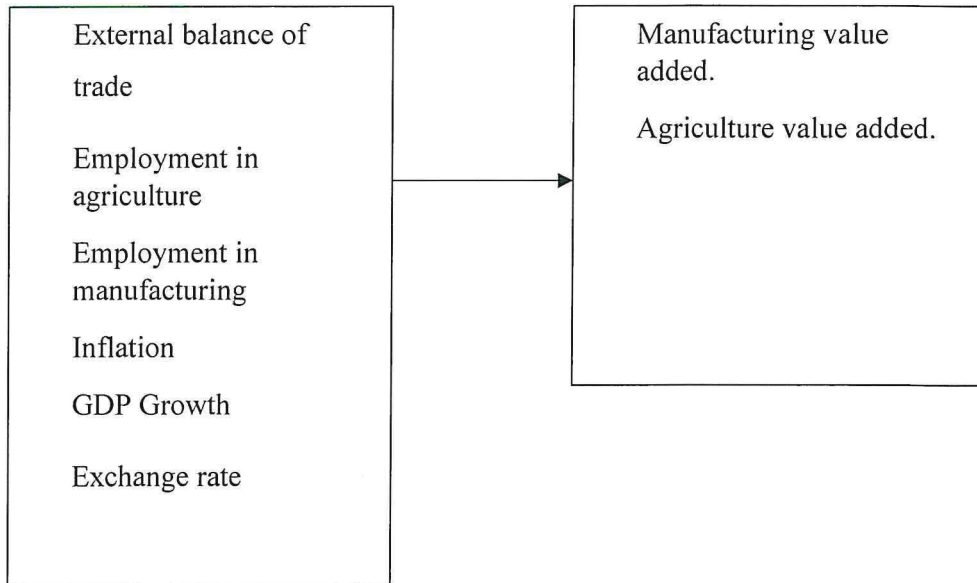 External balance of
trade
Employment in
agriculture
Employment in
manufacturing
Inflation
GDP Growth
Exchange rate
Manufacturing value
added.
Agriculture value added.